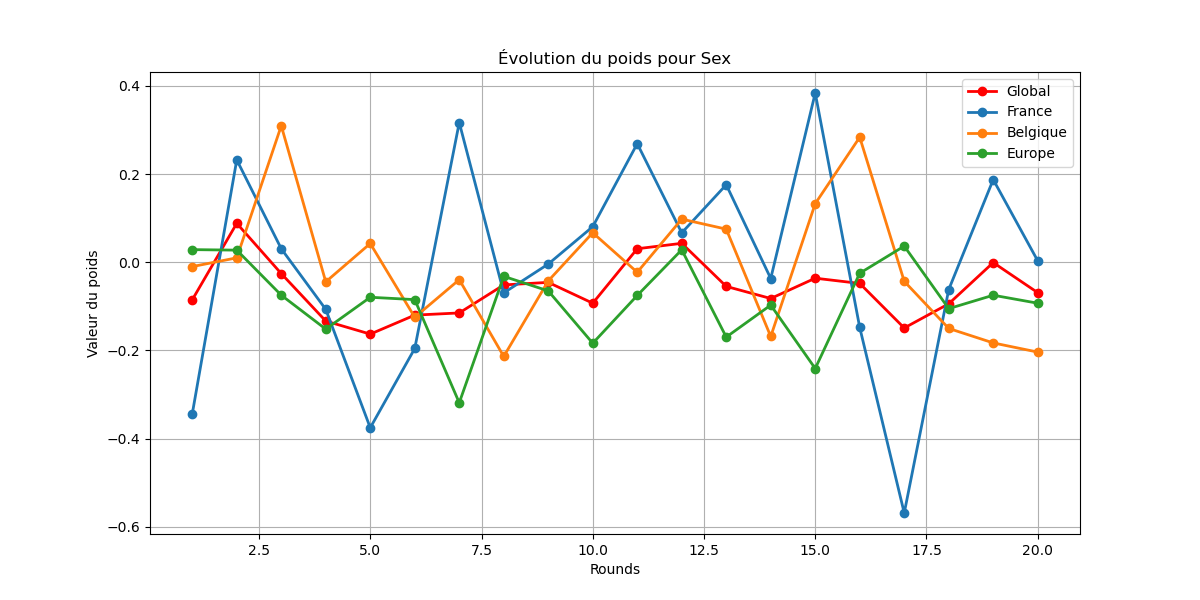 Évolution du poids pour Sex
Global
France
Belgique
Europe
Valeur du poids
0.4
0.2
0.0
−0.2
−0.4
−0.6
2.5 5.0 7.5 10.0 12.5 15.0 17.5 20.0
Rounds